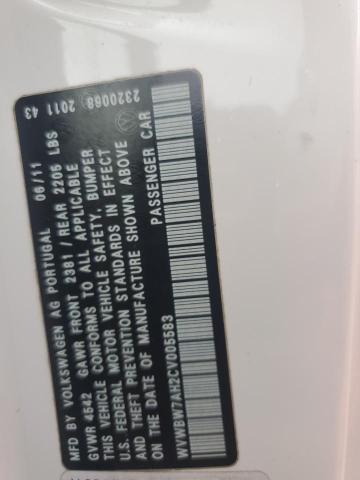 MFD BY VOLKSWAGEN AG PORTUGAL 06/11 2011 43
GVWR 4542 GAWR FRONT 2381 / REAR 2205 LBS 2320068
THIS VEHICLE CONFORMS TO ALL APPLICABLE
U.S. FEDERAL MOTOR VEHICLE SAFETY, BUMPER
AND THEFT PREVENTION STANDARDS IN EFFECT
ON THE DATE OF MANUFACTURE SHOWN ABOVE
PASSENGER CAR
WVWBW7AH2CV005583